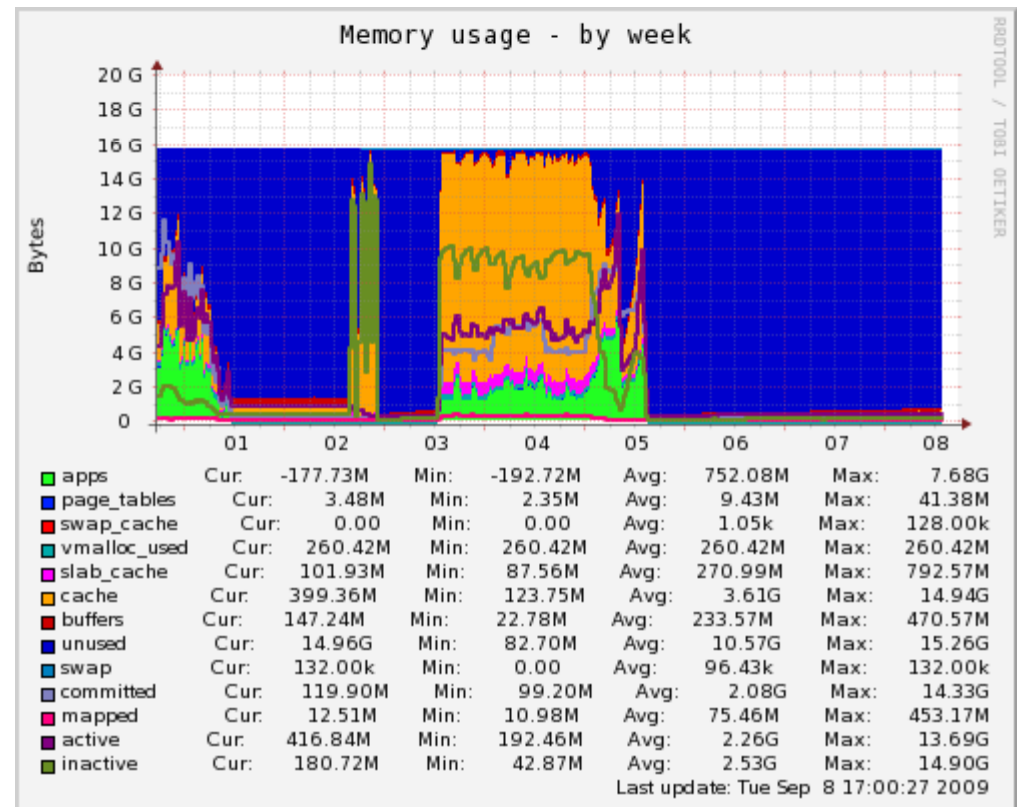 Memory usage - by week
RRDTOOL / TOBI OETIKER
Bytes
20 G
18 G
16 G
14 G
12 G
10 G
8 G
6 G
4 G
2 G
0
01 02 03 04 05 06 07 08
apps Cur: -177.73M Min: -192.72M Avg: 752.08M Max: 7.68G
page_tables Cur: 3.48M Min: 2.35M Avg: 9.43M Max: 41.38M
swap_cache Cur: 0.00 Min: 0.00 Avg: 1.05k Max: 128.00k
vmalloc_used Cur: 260.42M Min: 260.42M Avg: 260.42M Max: 260.42M
slab_cache Cur: 101.93M Min: 87.56M Avg: 270.99M Max: 792.57M
cache Cur: 399.36M Min: 123.75M Avg: 3.61G Max: 14.94G
buffers Cur: 147.24M Min: 22.78M Avg: 233.57M Max: 470.57M
unused Cur: 14.96G Min: 82.70M Avg: 10.57G Max: 15.26G
swap Cur: 132.00k Min: 0.00 Avg: 96.43k Max: 132.00k
committed Cur: 119.90M Min: 99.20M Avg: 2.08G Max: 14.33G
mapped Cur: 12.51M Min: 10.98M Avg: 75.46M Max: 453.17M
active Cur: 416.84M Min: 192.46M Avg: 2.26G Max: 13.69G
inactive Cur: 180.72M Min: 42.87M Avg: 2.53G Max: 14.90G
Last update: Tue Sep 8 17:00:27 2009